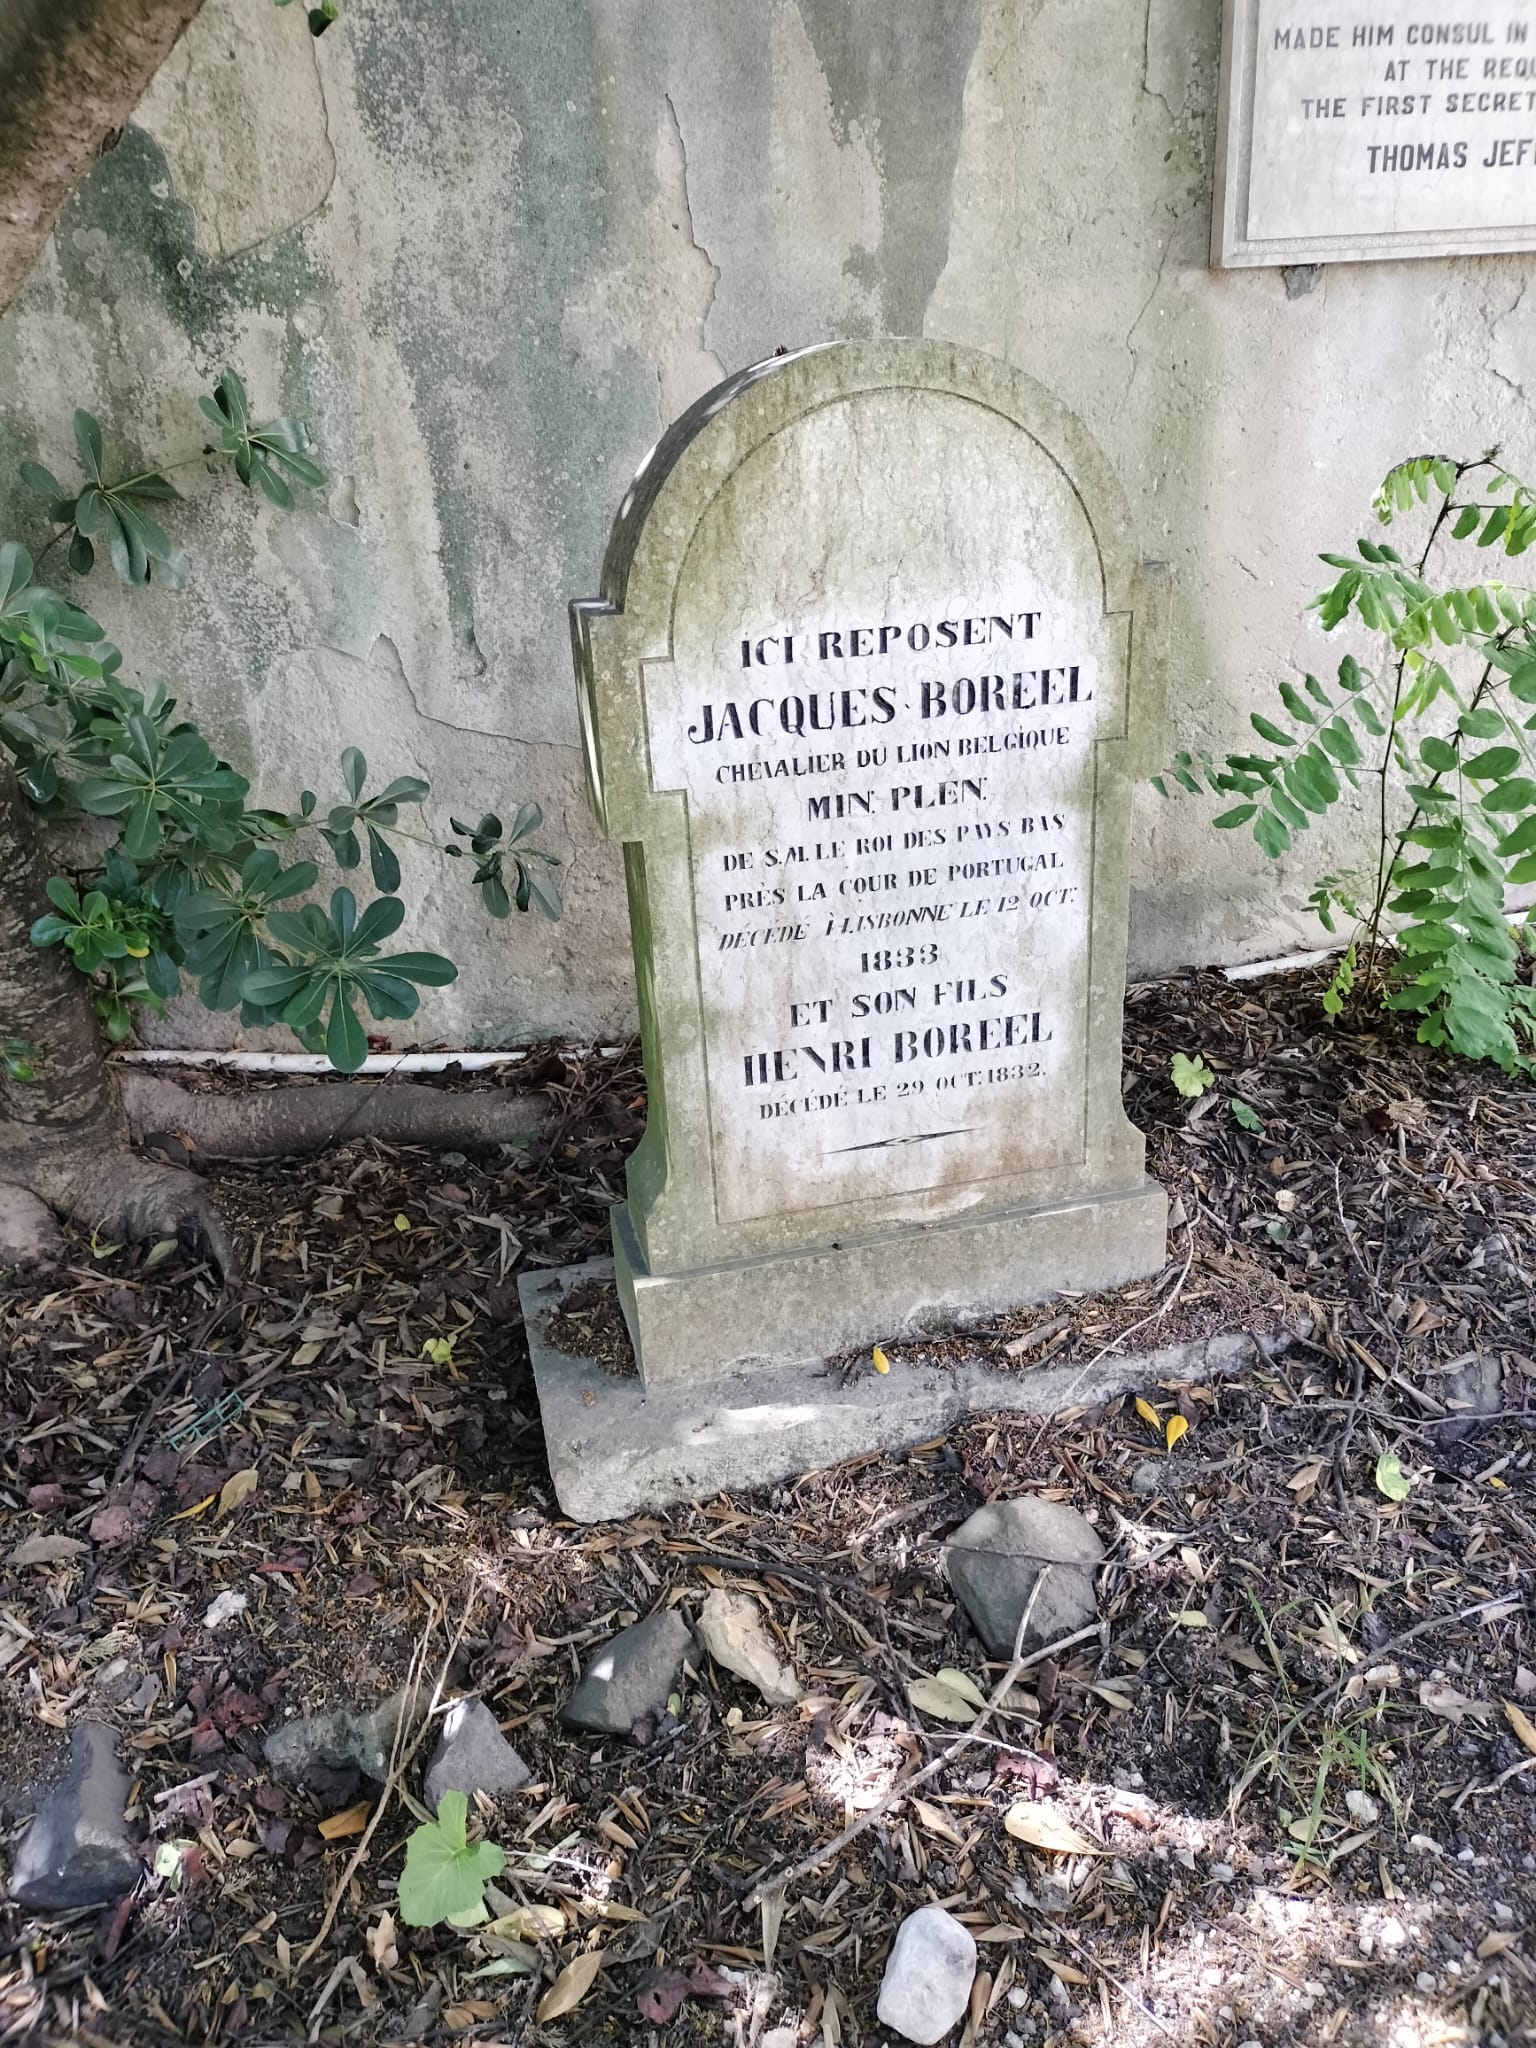 MADE HIM CONSUL IN
AT THE REQU
THE FIRST SECRET
THOMAS JEFF
ICI REPOSENT
JACQUES BOREEL
CHEVALIER DU LION BELGIQUE
MIN: PLEN:
DE S.M. LE ROI DES PAYS BAS
PRÈS LA COUR DE PORTUGAL
DÉCÉDÉ À LISBONNE LE 12 OCT.
1833
ET SON FILS
HENRI BOREEL
DÉCÉDÉ LE 29 OCT. 1832.